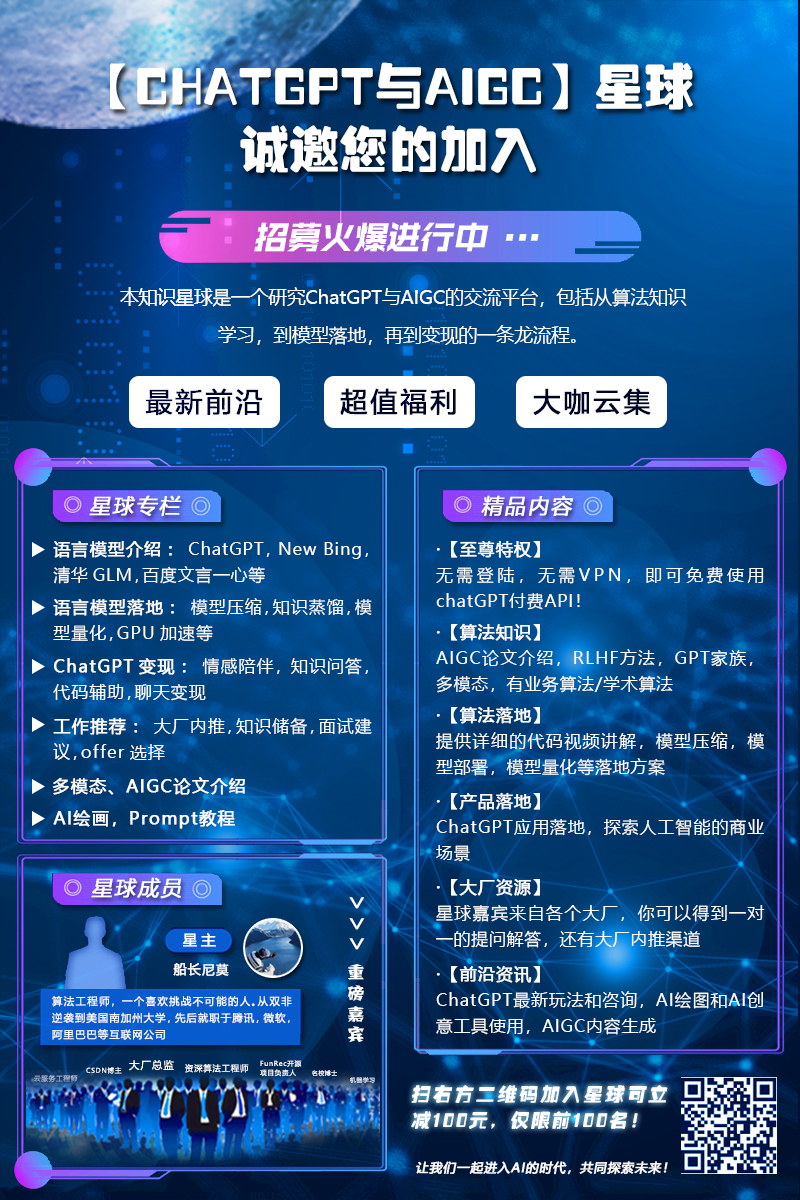 【CHATGPT与AIGC】星球
诚邀您的加入
招募火爆进行中 ···
本知识星球是一个研究ChatGPT与AIGC的交流平台，包括从算法知识
学习，到模型落地，再到变现的一条龙流程。
最新前沿
超值福利
大咖云集
星球专栏
▶ 语言模型介绍： ChatGPT, New Bing,
清华 GLM,百度文言一心等
▶ 语言模型落地： 模型压缩,知识蒸馏,模
型量化,GPU 加速等
▶ ChatGPT 变现： 情感陪伴，知识问答，
代码辅助,聊天变现
▶ 工作推荐： 大厂内推,知识储备,面试建
议,offer 选择
▶ 多模态、AIGC论文介绍
▶ AI绘画，Prompt教程
星球成员
星主
船长尼莫
算法工程师，一个喜欢挑战不可能的人。从双非
逆袭到美国南加州大学，先后就职于腾讯，微软，
阿里巴巴等互联网公司
重磅嘉宾
云服务工程师
CSDN博主
大厂总监
资深算法工程师
FunRec开源
项目负责人
名校博士
机器学习
精品内容
·【至尊特权】
无需登陆，无需VPN，即可免费使用
chatGPT付费API！
·【算法知识】
AIGC论文介绍，RLHF方法，GPT家族，
多模态，有业务算法/学术算法
·【算法落地】
提供详细的代码视频讲解，模型压缩，模
型部署，模型量化等落地方案
·【产品落地】
ChatGPT应用落地，探索人工智能的商业
场景
·【大厂资源】
星球嘉宾来自各个大厂，你可以得到一对
一的提问解答，还有大厂内推渠道
·【前沿资讯】
ChatGPT最新玩法和咨询，AI绘图和AI创
意工具使用，AIGC内容生成
扫右方二维码加入星球可立
减100元，仅限前100名！
让我们一起进入AI的时代，共同探索未来！